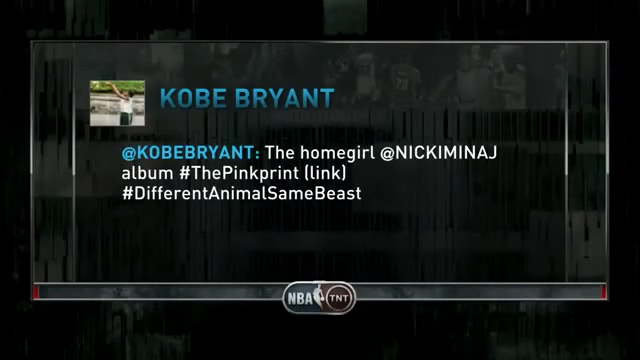 KOBE BRYANT
@KOBEBRYANT: The homegirl @NICKIMINAJ
album #ThePinkprint (link)
#DifferentAnimalSameBeast
NBA TNT